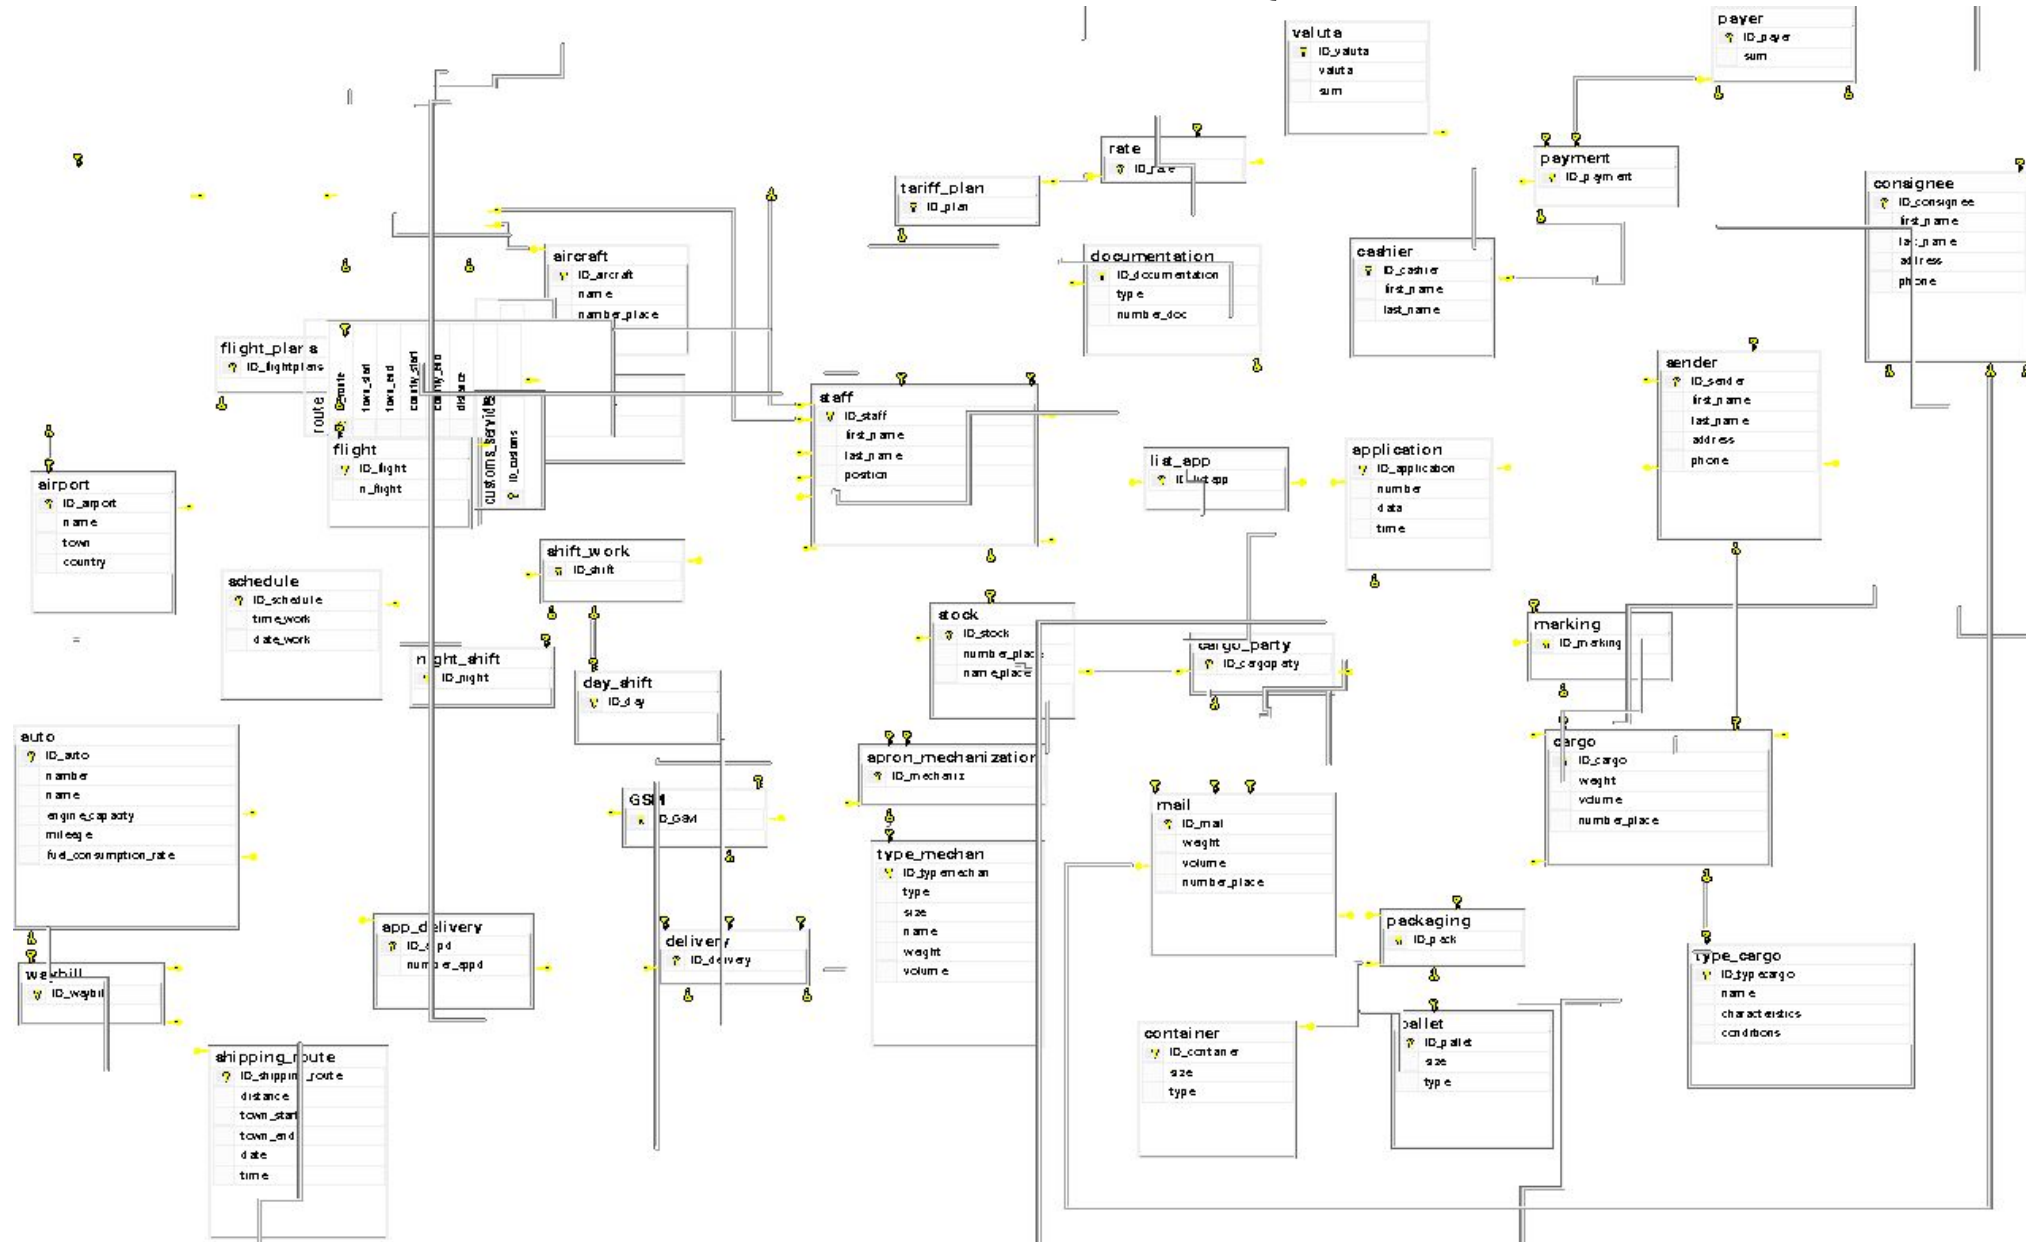 valuta
ID_valuta
valuta
sum
payer
ID_payer
sum
rate
tariff_plan
ID_plan
payment
ID_payment
consignee
ID_consignee
first_name
last_name
address
phone
aircraft
ID_arcraft
name
namber_place
documentation
ID_documentation
type
number_doc
cashier
ID_cashier
first_name
last_name
flight_plans
ID_flightplans
route
town_start
town_end
country_start
distance
customs_service
ID_customs
flight
ID_flight
n_flight
staff
ID_staff
first_name
last_name
position
sender
ID_sender
first_name
last_name
address
phone
airport
ID_airport
name
town
country
list_app
application
ID_application
number
data
time
schedule
ID_schedule
time_work
date_work
shift_work
ID_shift
night_shift
ID_night
day_shift
ID_day
stock
ID_stock
number_place
name_place
cargo_party
ID_cargopaty
marking
ID_marking
auto
ID_auto
namber
name
engine_capacity
mileage
fuel_consumption_rate
GSM
ID_GSM
apron_mechanization
ID_mechaniz
type_mechan
ID_typemechan
type
size
name
weight
volume
mail
ID_mail
weight
volume
number_place
cargo
ID_cargo
weght
volume
number_place
waybill
ID_waybill
app_delivery
ID_appd
number_appd
delivery
ID_delivery
packaging
ID_pack
type_cargo
ID_typecargo
name
characteristics
conditions
shipping_route
ID_shipping_route
distance
town_start
town_end
date
time
container
ID_container
size
type
pallet
ID_pallet
size
type